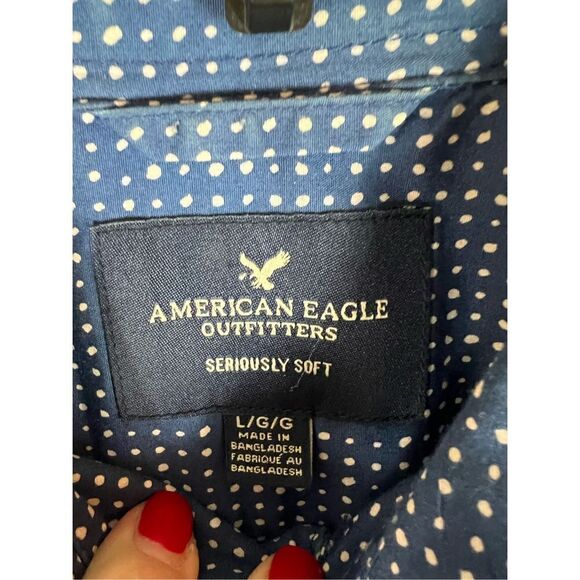 AMERICAN EAGLE
OUTFITTERS
SERIOUSLY SOFT
L/G/G
MADE IN
BANGLADESH
FABRIQUÉ AU
BANGLADESH